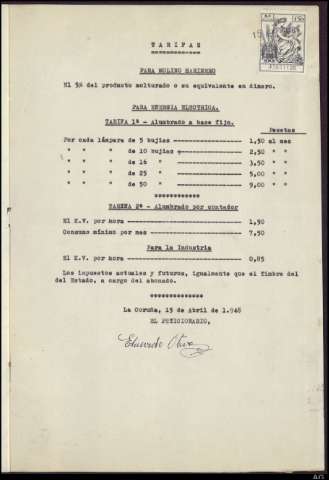 TARIFAS
PARA MOLINO HARINERO
El 5% del producto molturado o su equivalente en dinero.
PARA ENERGIA ELECTRICA.
TARIFA 1ª - Alumbrado a base fija.
Pesetas
Por cada lámpara de 5 bujías ---------------- 1,50 al mes
" " " de 10 bujías ---------------- 2,50 " "
" " " de 16 " ---------------- 3,50 " "
" " " de 25 " ---------------- 5,00 " "
" " " de 50 " ---------------- 9,00 " "
*************
TARIFA 2ª - Alumbrado por contador
El K.V. por hora ---------------- 1,50
Consumo mínimo por mes ---------------- 7,50
Para la Industria
El K.V. por hora ---------------- 0,85
Los impuestos actuales y futuros, igualmente que el timbre del
del Estado, a cargo del abonado.
*************
La Coruña, 15 de Abril de 1.948
EL PETICIONARIO,